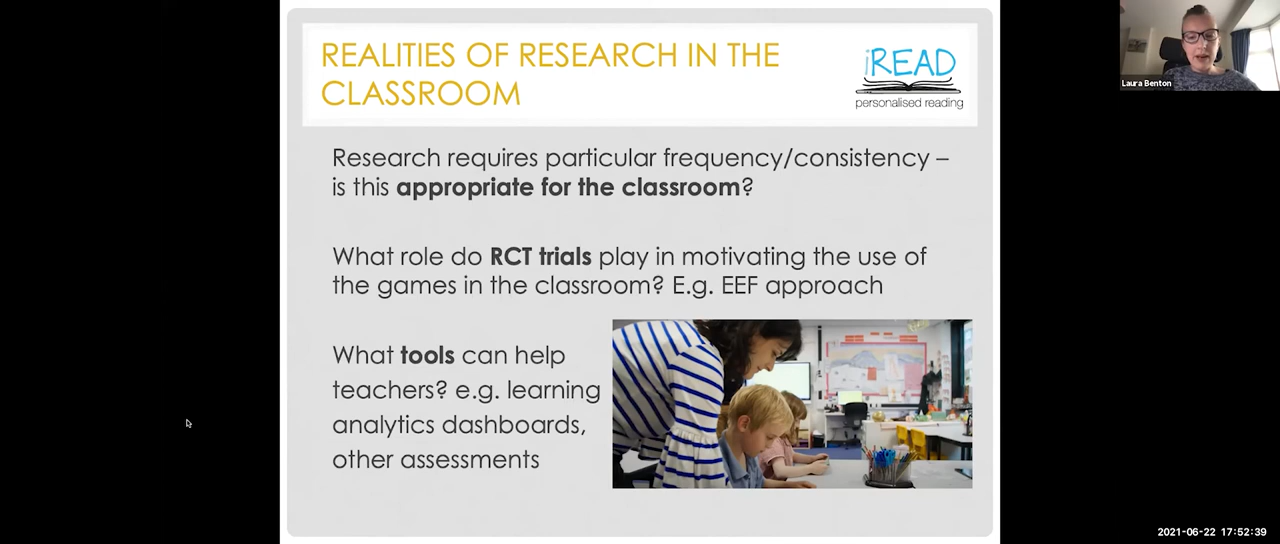 REALITIES OF RESEARCH IN THE
CLASSROOM
iREAD
personalised reading
Research requires particular frequency/consistency –
is this appropriate for the classroom?
What role do RCT trials play in motivating the use of
the games in the classroom? E.g. EEF approach
What tools can help
teachers? e.g. learning
analytics dashboards,
other assessments
Laura Benton
2021-06-22 17:52:39